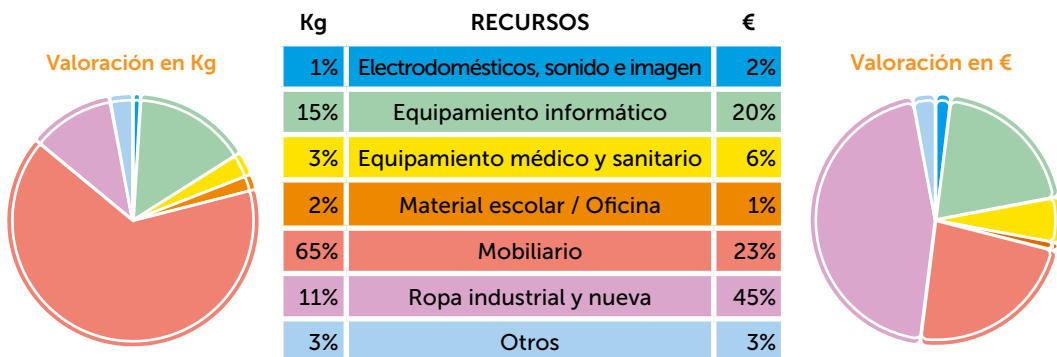 Kg RECURSOS €
Valoración en Kg
Valoración en €
1% Electrodomésticos, sonido e imagen 2%
15% Equipamiento informático 20%
3% Equipamiento médico y sanitario 6%
2% Material escolar / Oficina 1%
65% Mobiliario 23%
11% Ropa industrial y nueva 45%
3% Otros 3%